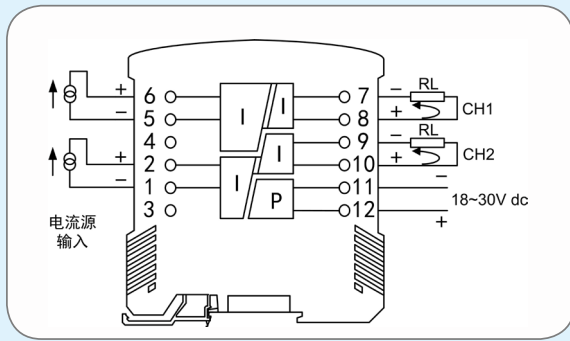 + 6 I I 7 − RL
− 5 8 + CH1
4 I 9 − RL
+ 2 I 10 + CH2
− 1 P 11 −
18~30V dc
3 12 +
电流源
输入